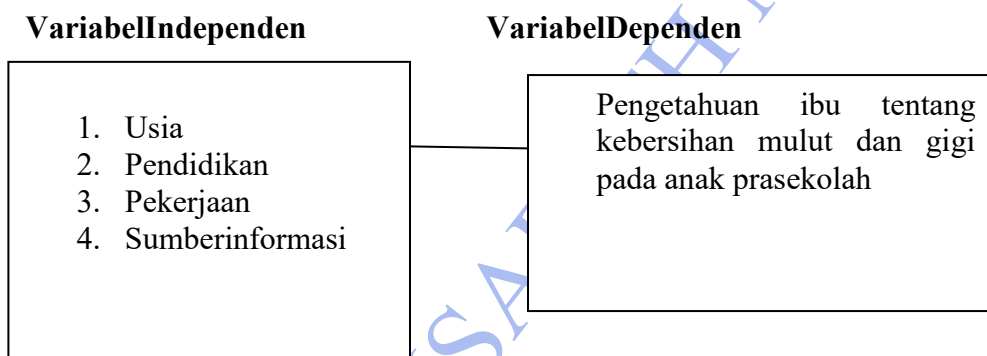 VariabelIndependen VariabelDependen
1. Usia
2. Pendidikan
3. Pekerjaan
4. Sumberinformasi
Pengetahuan ibu tentang
kebersihan mulut dan gigi
pada anak prasekolah